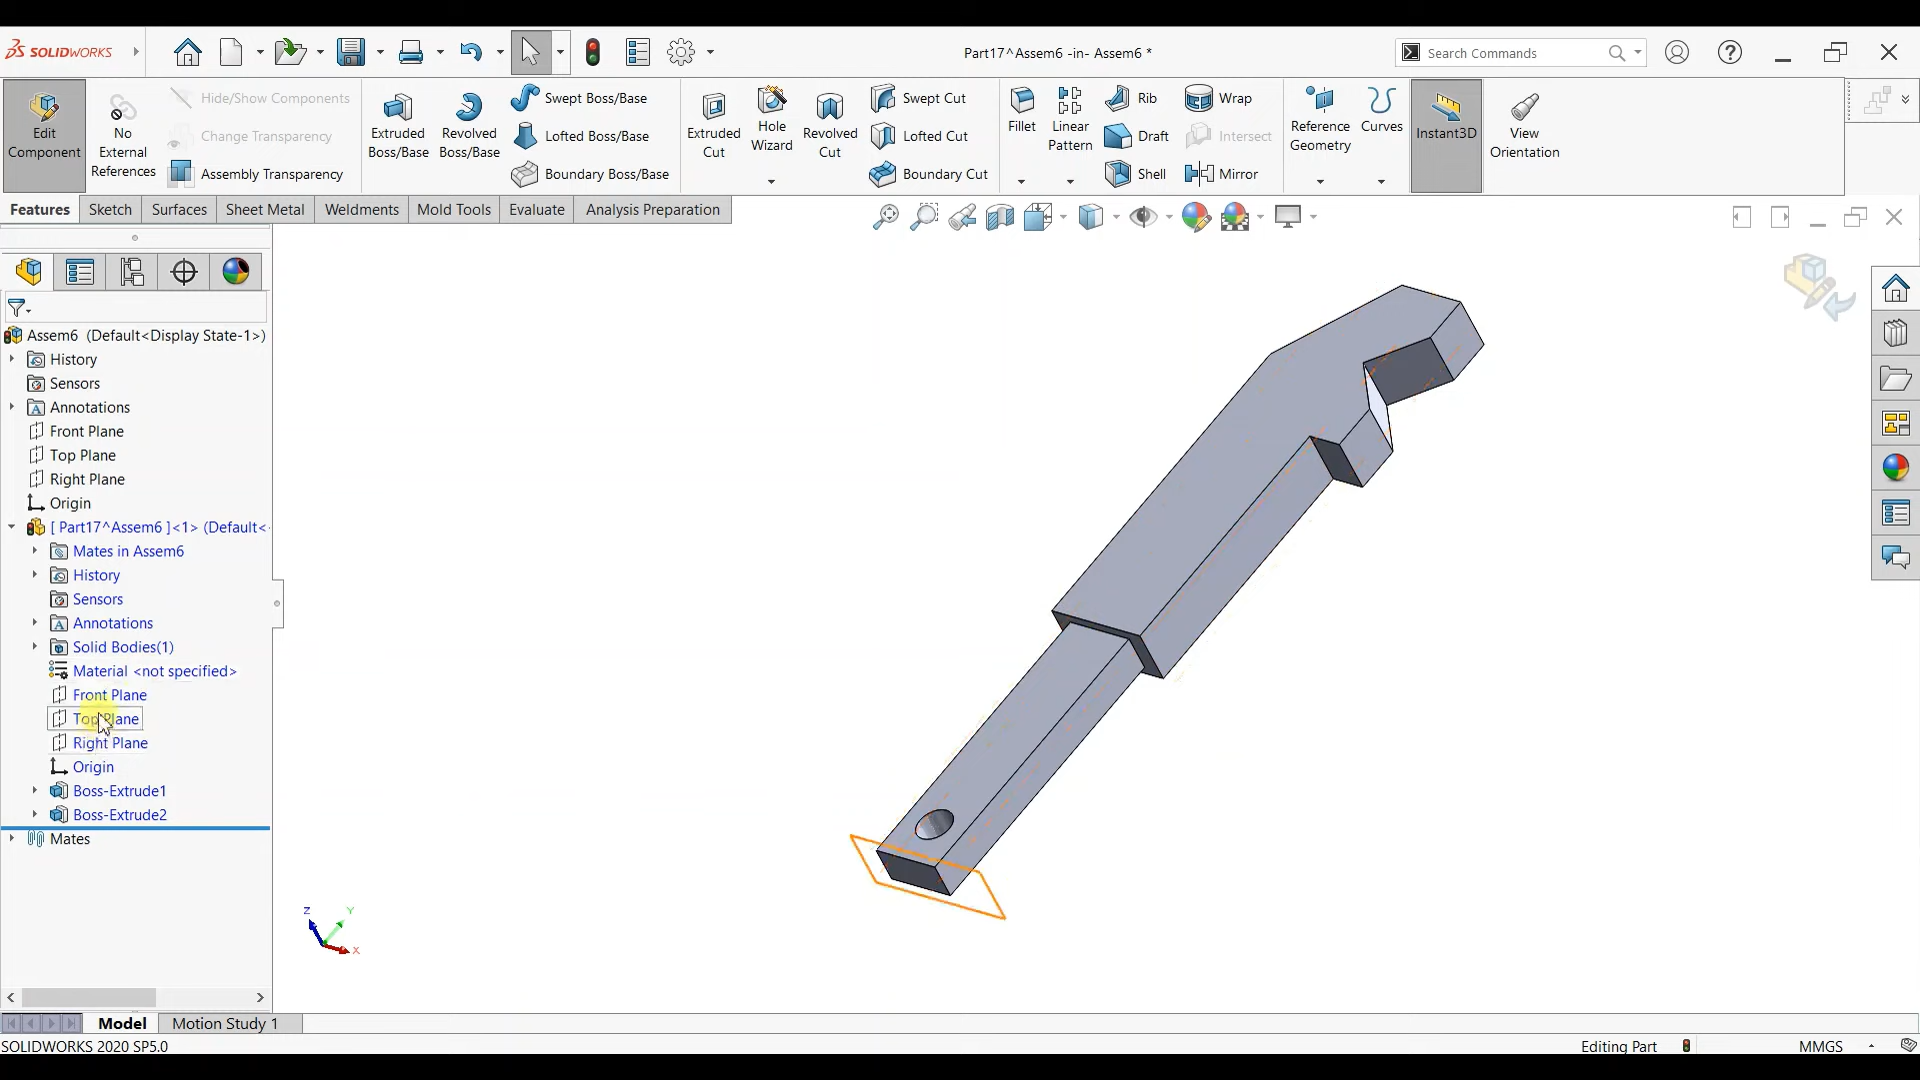 SOLIDWORKS
Part17^Assem6 -in- Assem6 *
Search Commands
Edit Component
No External References
Hide/Show Components
Change Transparency
Assembly Transparency
Extruded Boss/Base
Revolved Boss/Base
Swept Boss/Base
Lofted Boss/Base
Boundary Boss/Base
Extruded Cut
Hole Wizard
Revolved Cut
Swept Cut
Lofted Cut
Boundary Cut
Fillet
Linear Pattern
Rib
Draft
Shell
Wrap
Intersect
Mirror
Reference Geometry
Curves
Instant3D
View Orientation
Features Sketch Surfaces Sheet Metal Weldments Mold Tools Evaluate Analysis Preparation
Assem6 (Default<Display State-1>)
History
Sensors
Annotations
Front Plane
Top Plane
Right Plane
Origin
[ Part17^Assem6 ]<1> (Default<
Mates in Assem6
History
Sensors
Annotations
Solid Bodies(1)
Material <not specified>
Front Plane
Top Plane
Right Plane
Origin
Boss-Extrude1
Boss-Extrude2
Mates
Z
Y
X
Model Motion Study 1
SOLIDWORKS 2020 SP5.0
Editing Part
MMGS